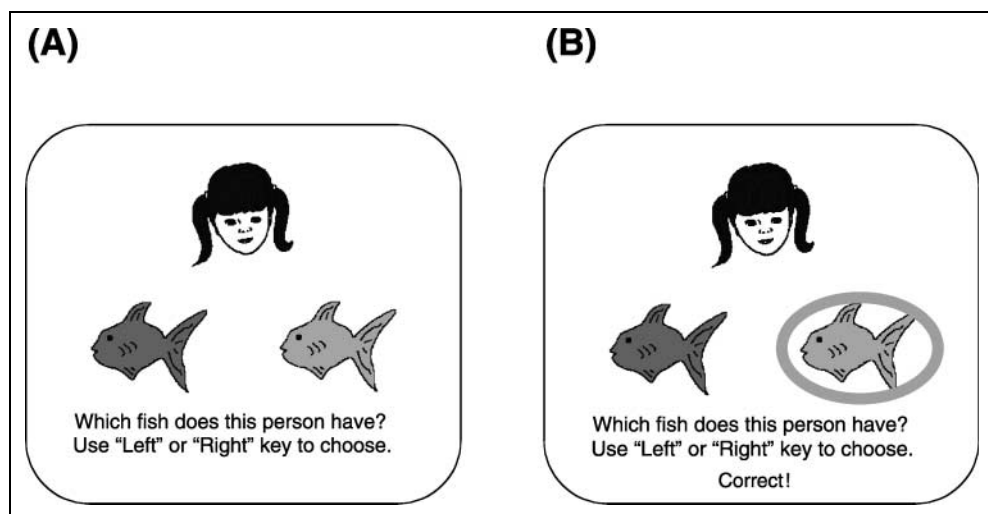 (A)
Which fish does this person have?
Use “Left” or “Right” key to choose.
(B)
Which fish does this person have?
Use “Left” or “Right” key to choose.
Correct!